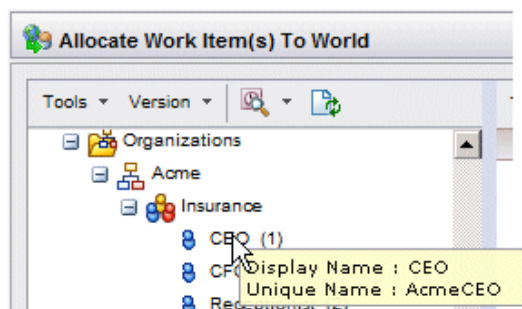 Allocate Work Item(s) To World
Tools Version
Organizations
Acme
Insurance
CEO (1)
Display Name : CEO
Unique Name : AcmeCEO